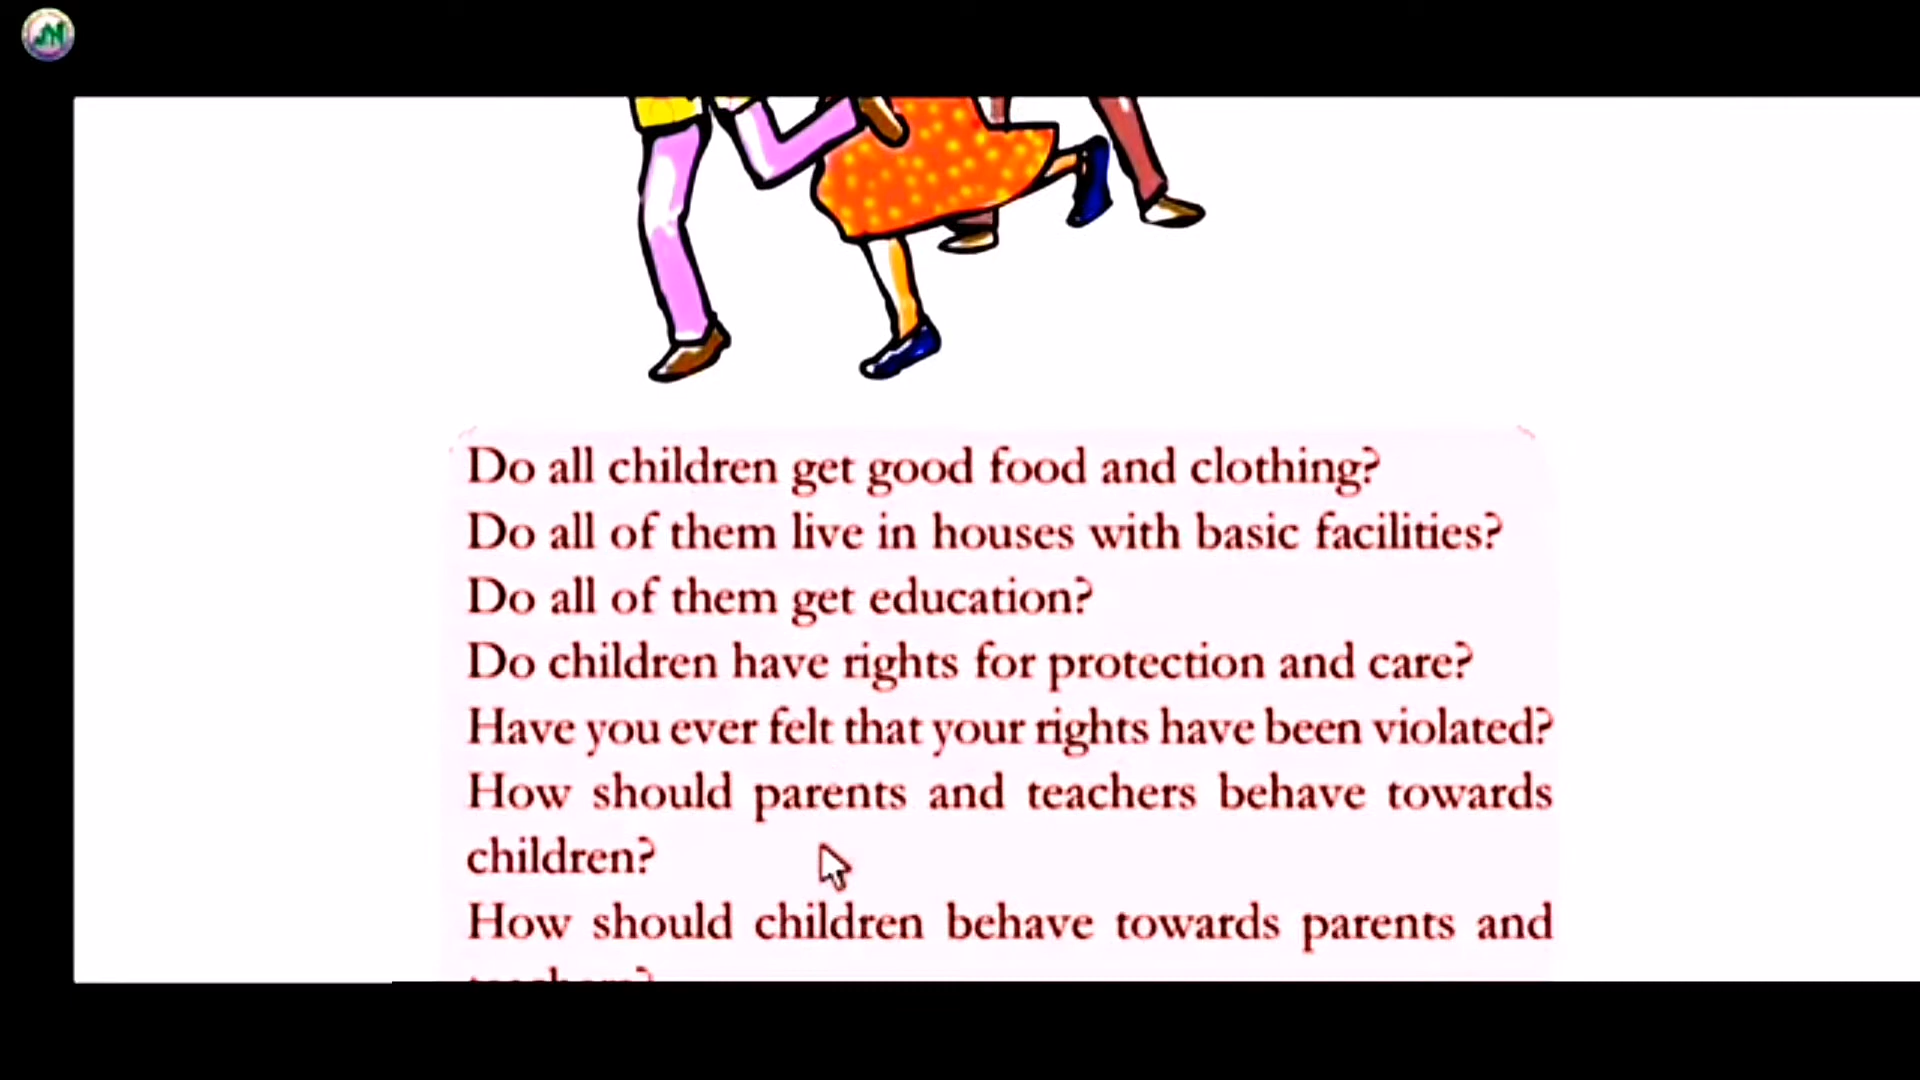 Do all children get good food and clothing?
Do all of them live in houses with basic facilities?
Do all of them get education?
Do children have rights for protection and care?
Have you ever felt that your rights have been violated?
How should parents and teachers behave towards
children?
How should children behave towards parents and